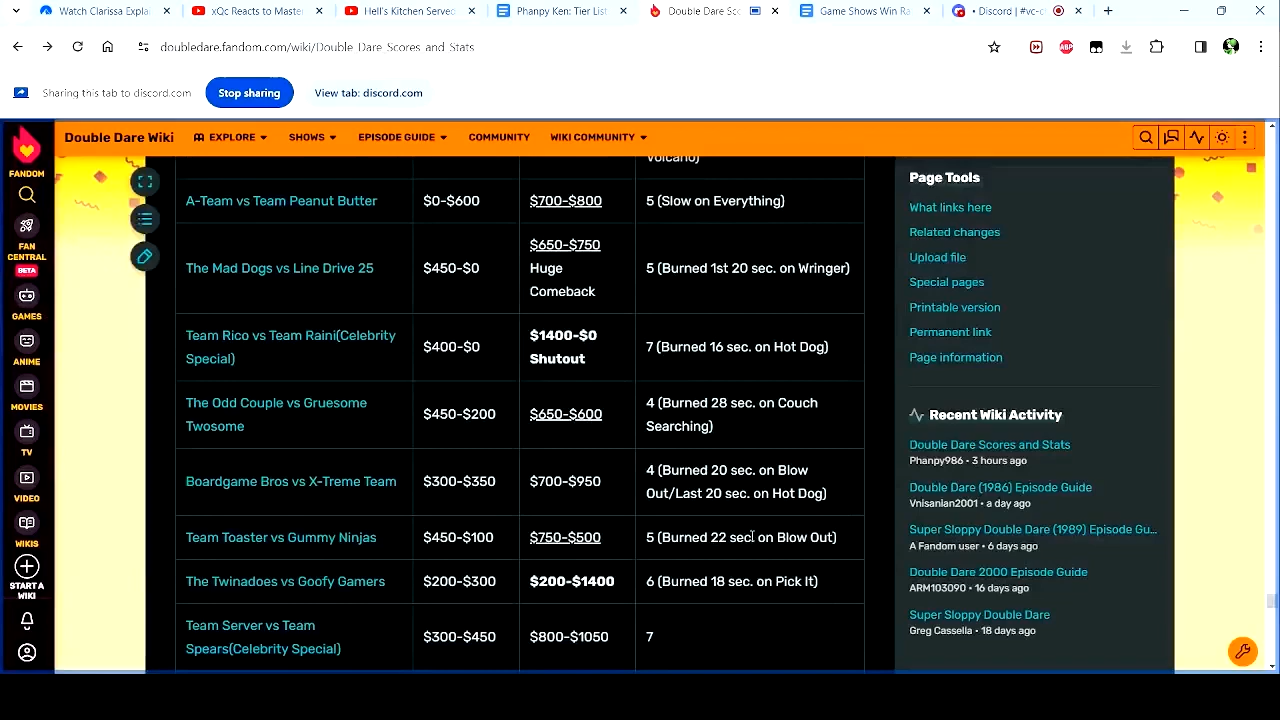 Watch Clarissa Expla
xQc Reacts to Master
Hell's Kitchen Served
Phanpy Ken: Tier List
Double Dare Sco
Game Shows Win Ra
• Discord | #vc-c
doubledare.fandom.com/wiki/Double_Dare_Scores_and_Stats
ABP
Sharing this tab to discord.com
Stop sharing
View tab: discord.com
FANDOM
Double Dare Wiki
EXPLORE
SHOWS
EPISODE GUIDE
COMMUNITY
WIKI COMMUNITY
FAN
CENTRAL
BETA
GAMES
ANIME
MOVIES
TV
VIDEO
WIKIS
START A
WIKI
Volcano)
A-Team vs Team Peanut Butter
$0-$600
$700-$800
5 (Slow on Everything)
The Mad Dogs vs Line Drive 25
$450-$0
$650-$750
Huge
Comeback
5 (Burned 1st 20 sec. on Wringer)
Team Rico vs Team Raini(Celebrity
Special)
$400-$0
$1400-$0
Shutout
7 (Burned 16 sec. on Hot Dog)
The Odd Couple vs Gruesome
Twosome
$450-$200
$650-$600
4 (Burned 28 sec. on Couch
Searching)
Boardgame Bros vs X-Treme Team
$300-$350
$700-$950
4 (Burned 20 sec. on Blow
Out/Last 20 sec. on Hot Dog)
Team Toaster vs Gummy Ninjas
$450-$100
$750-$500
5 (Burned 22 sec. on Blow Out)
The Twinadoes vs Goofy Gamers
$200-$300
$200-$1400
6 (Burned 18 sec. on Pick It)
Team Server vs Team
Spears(Celebrity Special)
$300-$450
$800-$1050
7
Page Tools
What links here
Related changes
Upload file
Special pages
Printable version
Permanent link
Page information
Recent Wiki Activity
Double Dare Scores and Stats
Phanpy986 • 3 hours ago
Double Dare (1986) Episode Guide
Vnisanian2001 • a day ago
Super Sloppy Double Dare (1989) Episode Gu...
A Fandom user • 6 days ago
Double Dare 2000 Episode Guide
ARM103090 • 16 days ago
Super Sloppy Double Dare
Greg Cassella • 18 days ago